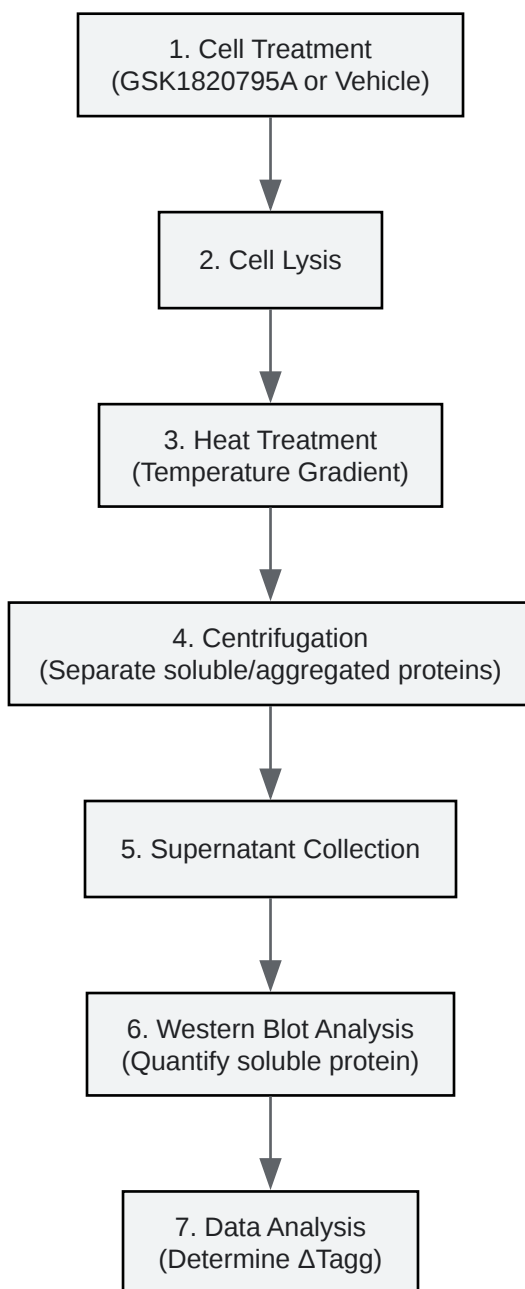 1. Cell Treatment
(GSK1820795A or Vehicle)
2. Cell Lysis
3. Heat Treatment
(Temperature Gradient)
4. Centrifugation
(Separate soluble/aggregated proteins)
5. Supernatant Collection
6. Western Blot Analysis
(Quantify soluble protein)
7. Data Analysis
(Determine ΔTagg)